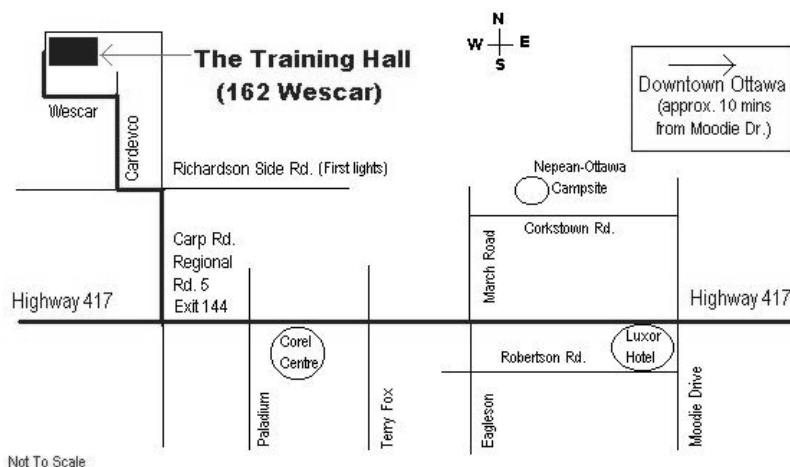 N
W E
S
The Training Hall
(162 Wescar)
Downtown Ottawa
(approx. 10 mins
from Moodie Dr.)
Wescar
Cardevco
Richardson Side Rd. (First lights)
Nepean-Ottawa
Campsite
Corkstown Rd.
March Road
Carp Rd.
Regional
Rd. 5
Exit 144
Highway 417
Highway 417
Corel
Centre
Luxor
Hotel
Robertson Rd.
Paladium
Terry Fox
Eagleson
Moodie Drive
Not To Scale